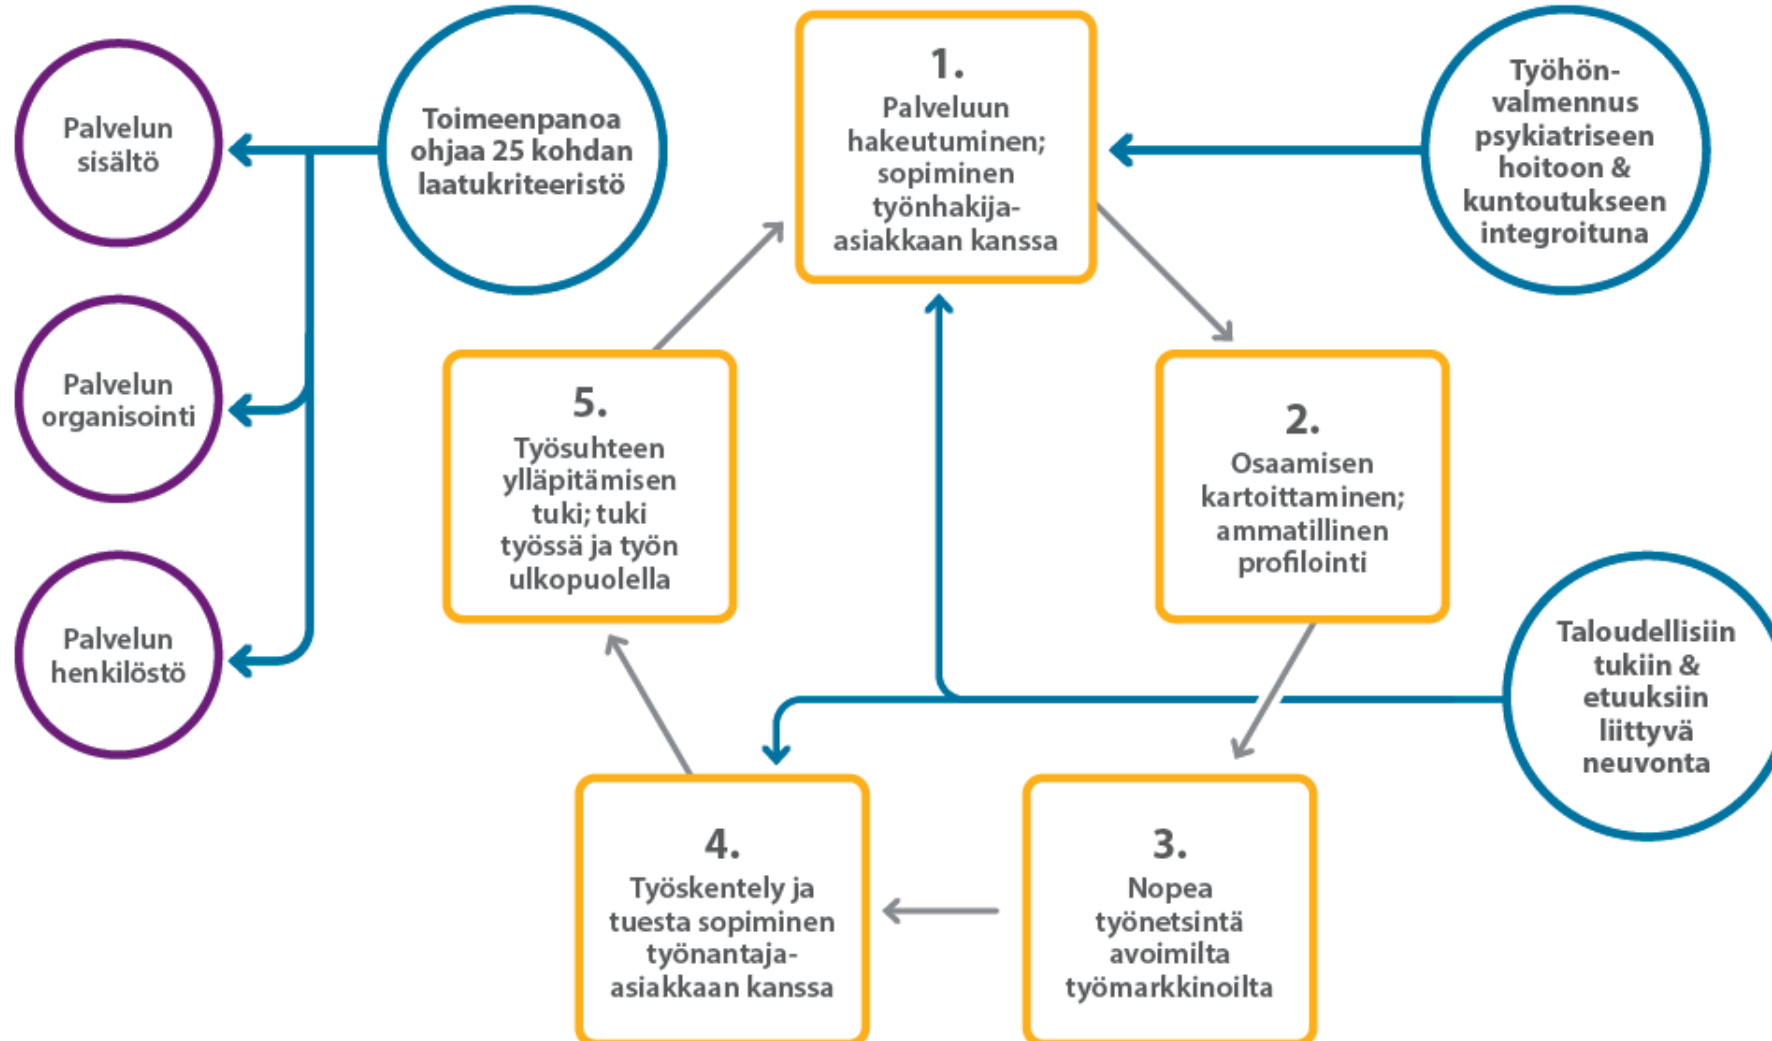 Palvelun
sisältö
Toimeenpanoa
ohjaa 25 kohdan
laatukriteeristö
1.
Palveluun
hakeutuminen;
sopiminen
työnhakija-
asiakkaan kanssa
Työhön-
valmennus
psykiatriseen
hoitoon &
kuntoutukseen
integroituna
Palvelun
organisointi
5.
Työsuhteen
ylläpitämisen
tuki; tuki
työssä ja työn
ulkopuolella
2.
Osaamisen
kartoittaminen;
ammatillinen
profilointi
Palvelun
henkilöstö
Taloudellisiin
tukiin &
etuuksiin
liittyvä
neuvonta
4.
Työskentely ja
tuesta sopiminen
työnantaja-
asiakkaan kanssa
3.
Nopea
työnetsintä
avoimilta
työmarkkinoilta